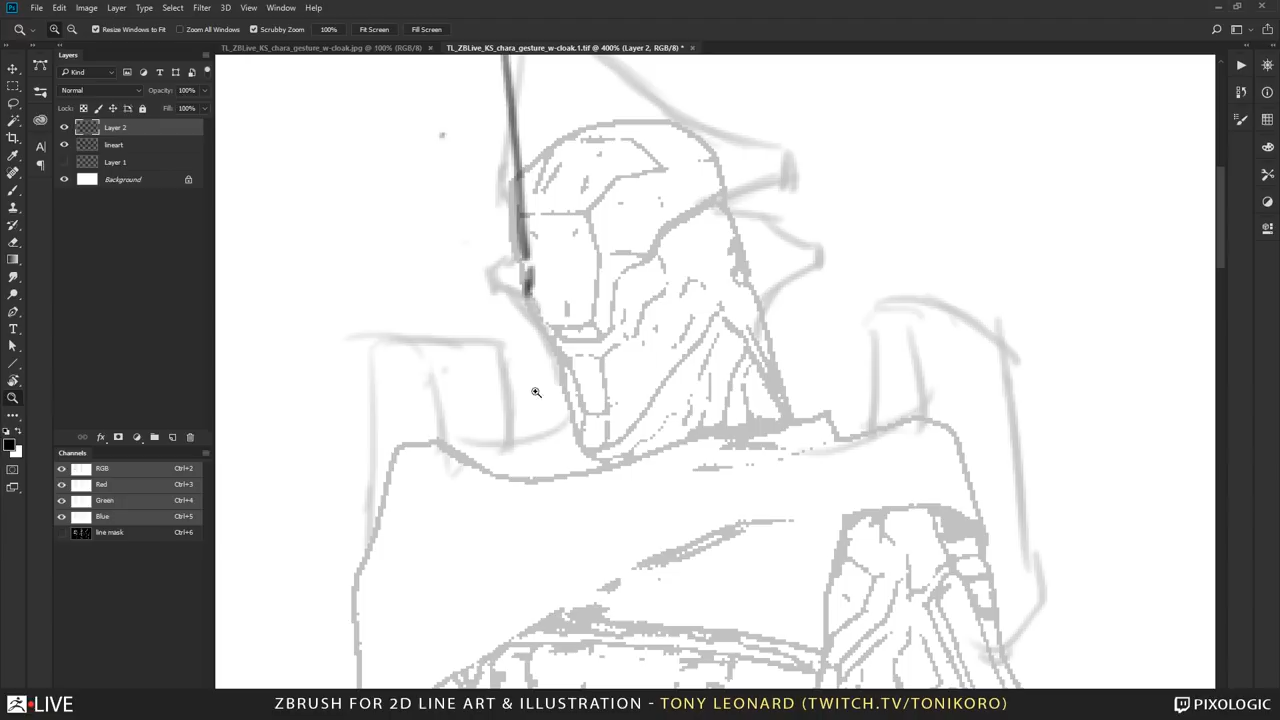 Ps File Edit Image Layer Type Select Filter 3D View Window Help
Resize Windows to Fit Zoom All Windows Scrubby Zoom 100% Fit Screen Fill Screen
TL_ZBLive_KS_chara_gesture_w-cloak.jpg @ 100% (RGB/8) × TL_ZBLive_KS_chara_gesture_w-cloak.1.tif @ 400% (Layer 2, RGB/8) * ×
Layers
Kind
Normal Opacity: 100%
Lock: Fill: 100%
Layer 2
lineart
Layer 1
Background
fx
Channels
RGB Ctrl+2
Red Ctrl+3
Green Ctrl+4
Blue Ctrl+5
line mask Ctrl+6
LIVE ZBRUSH FOR 2D LINE ART & ILLUSTRATION - TONY LEONARD (TWITCH.TV/TONIKORO) PIXOLOGIC